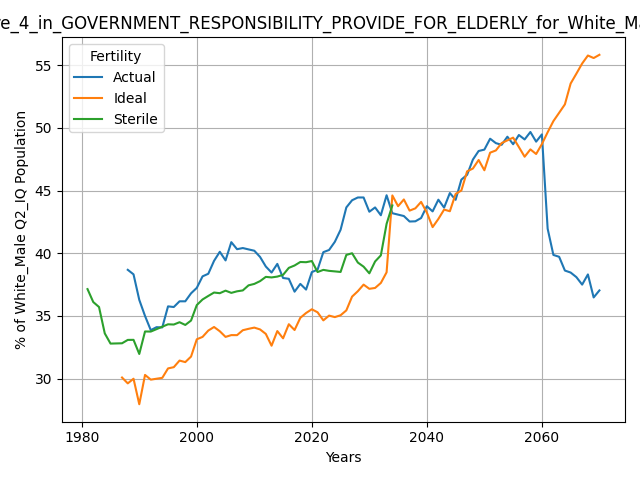 re_4_in_GOVERNMENT_RESPONSIBILITY_PROVIDE_FOR_ELDERLY_for_White_Ma
Fertility
Actual
Ideal
Sterile
% of White_Male Q2_IQ Population
55
50
45
40
35
30
1980
2000
2020
2040
2060
Years